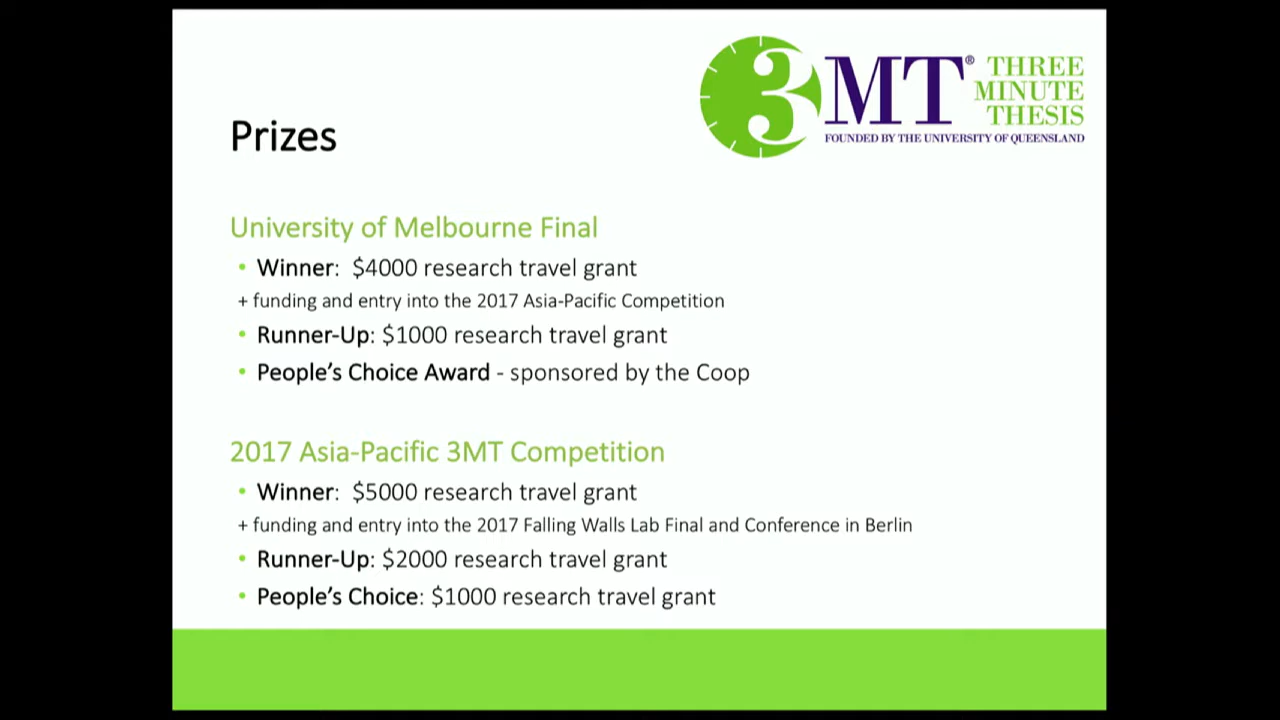 3MT® THREE
MINUTE
THESIS
FOUNDED BY THE UNIVERSITY OF QUEENSLAND
Prizes
University of Melbourne Final
• Winner: $4000 research travel grant
+ funding and entry into the 2017 Asia-Pacific Competition
• Runner-Up: $1000 research travel grant
• People’s Choice Award - sponsored by the Coop
2017 Asia-Pacific 3MT Competition
• Winner: $5000 research travel grant
+ funding and entry into the 2017 Falling Walls Lab Final and Conference in Berlin
• Runner-Up: $2000 research travel grant
• People’s Choice: $1000 research travel grant